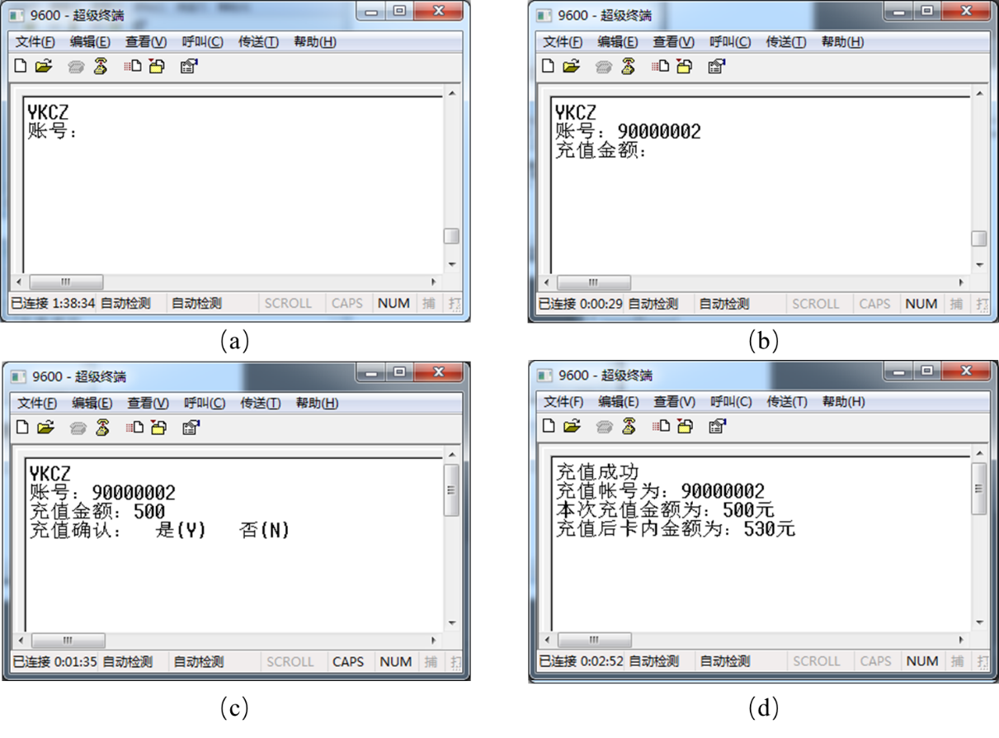 9600 - 超级终端
文件(F) 编辑(E) 查看(V) 呼叫(C) 传送(T) 帮助(H)
YKCZ
账号：
已连接 1:38:34 自动检测 自动检测 SCROLL CAPS NUM 捕 打
(a)
9600 - 超级终端
文件(F) 编辑(E) 查看(V) 呼叫(C) 传送(T) 帮助(H)
YKCZ
账号：90000002
充值金额：
已连接 0:00:29 自动检测 自动检测 SCROLL CAPS NUM 捕 打
(b)
9600 - 超级终端
文件(F) 编辑(E) 查看(V) 呼叫(C) 传送(T) 帮助(H)
YKCZ
账号：90000002
充值金额：500
充值确认： 是(Y) 否(N)
已连接 0:01:35 自动检测 自动检测 SCROLL CAPS NUM 捕 打
(c)
9600 - 超级终端
文件(F) 编辑(E) 查看(V) 呼叫(C) 传送(T) 帮助(H)
充值成功
充值帐号为：90000002
本次充值金额为：500元
充值后卡内金额为：530元
已连接 0:02:52 自动检测 自动检测 SCROLL CAPS NUM 捕 打
(d)